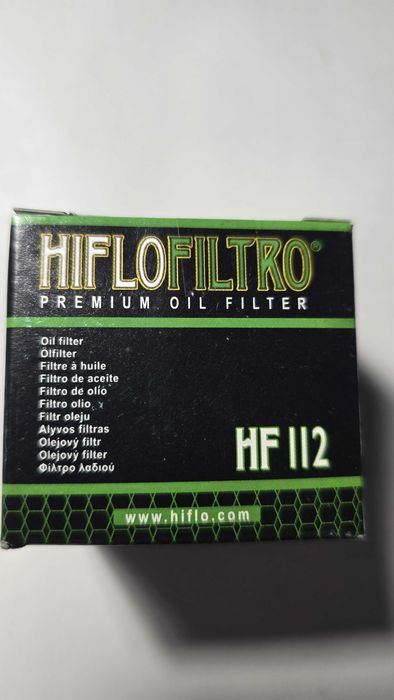 HIFLOFILTRO®
PREMIUM OIL FILTER
Oil filter
Ölfilter
Filtre à huile
Filtro de aceite
Filtro de olio
Filtro olio
Filtr oleju
Alyvos filtras
Olejový filtr
Olejový filter
Φίλτρο λαδιού
HF 112
www.hiflo.com